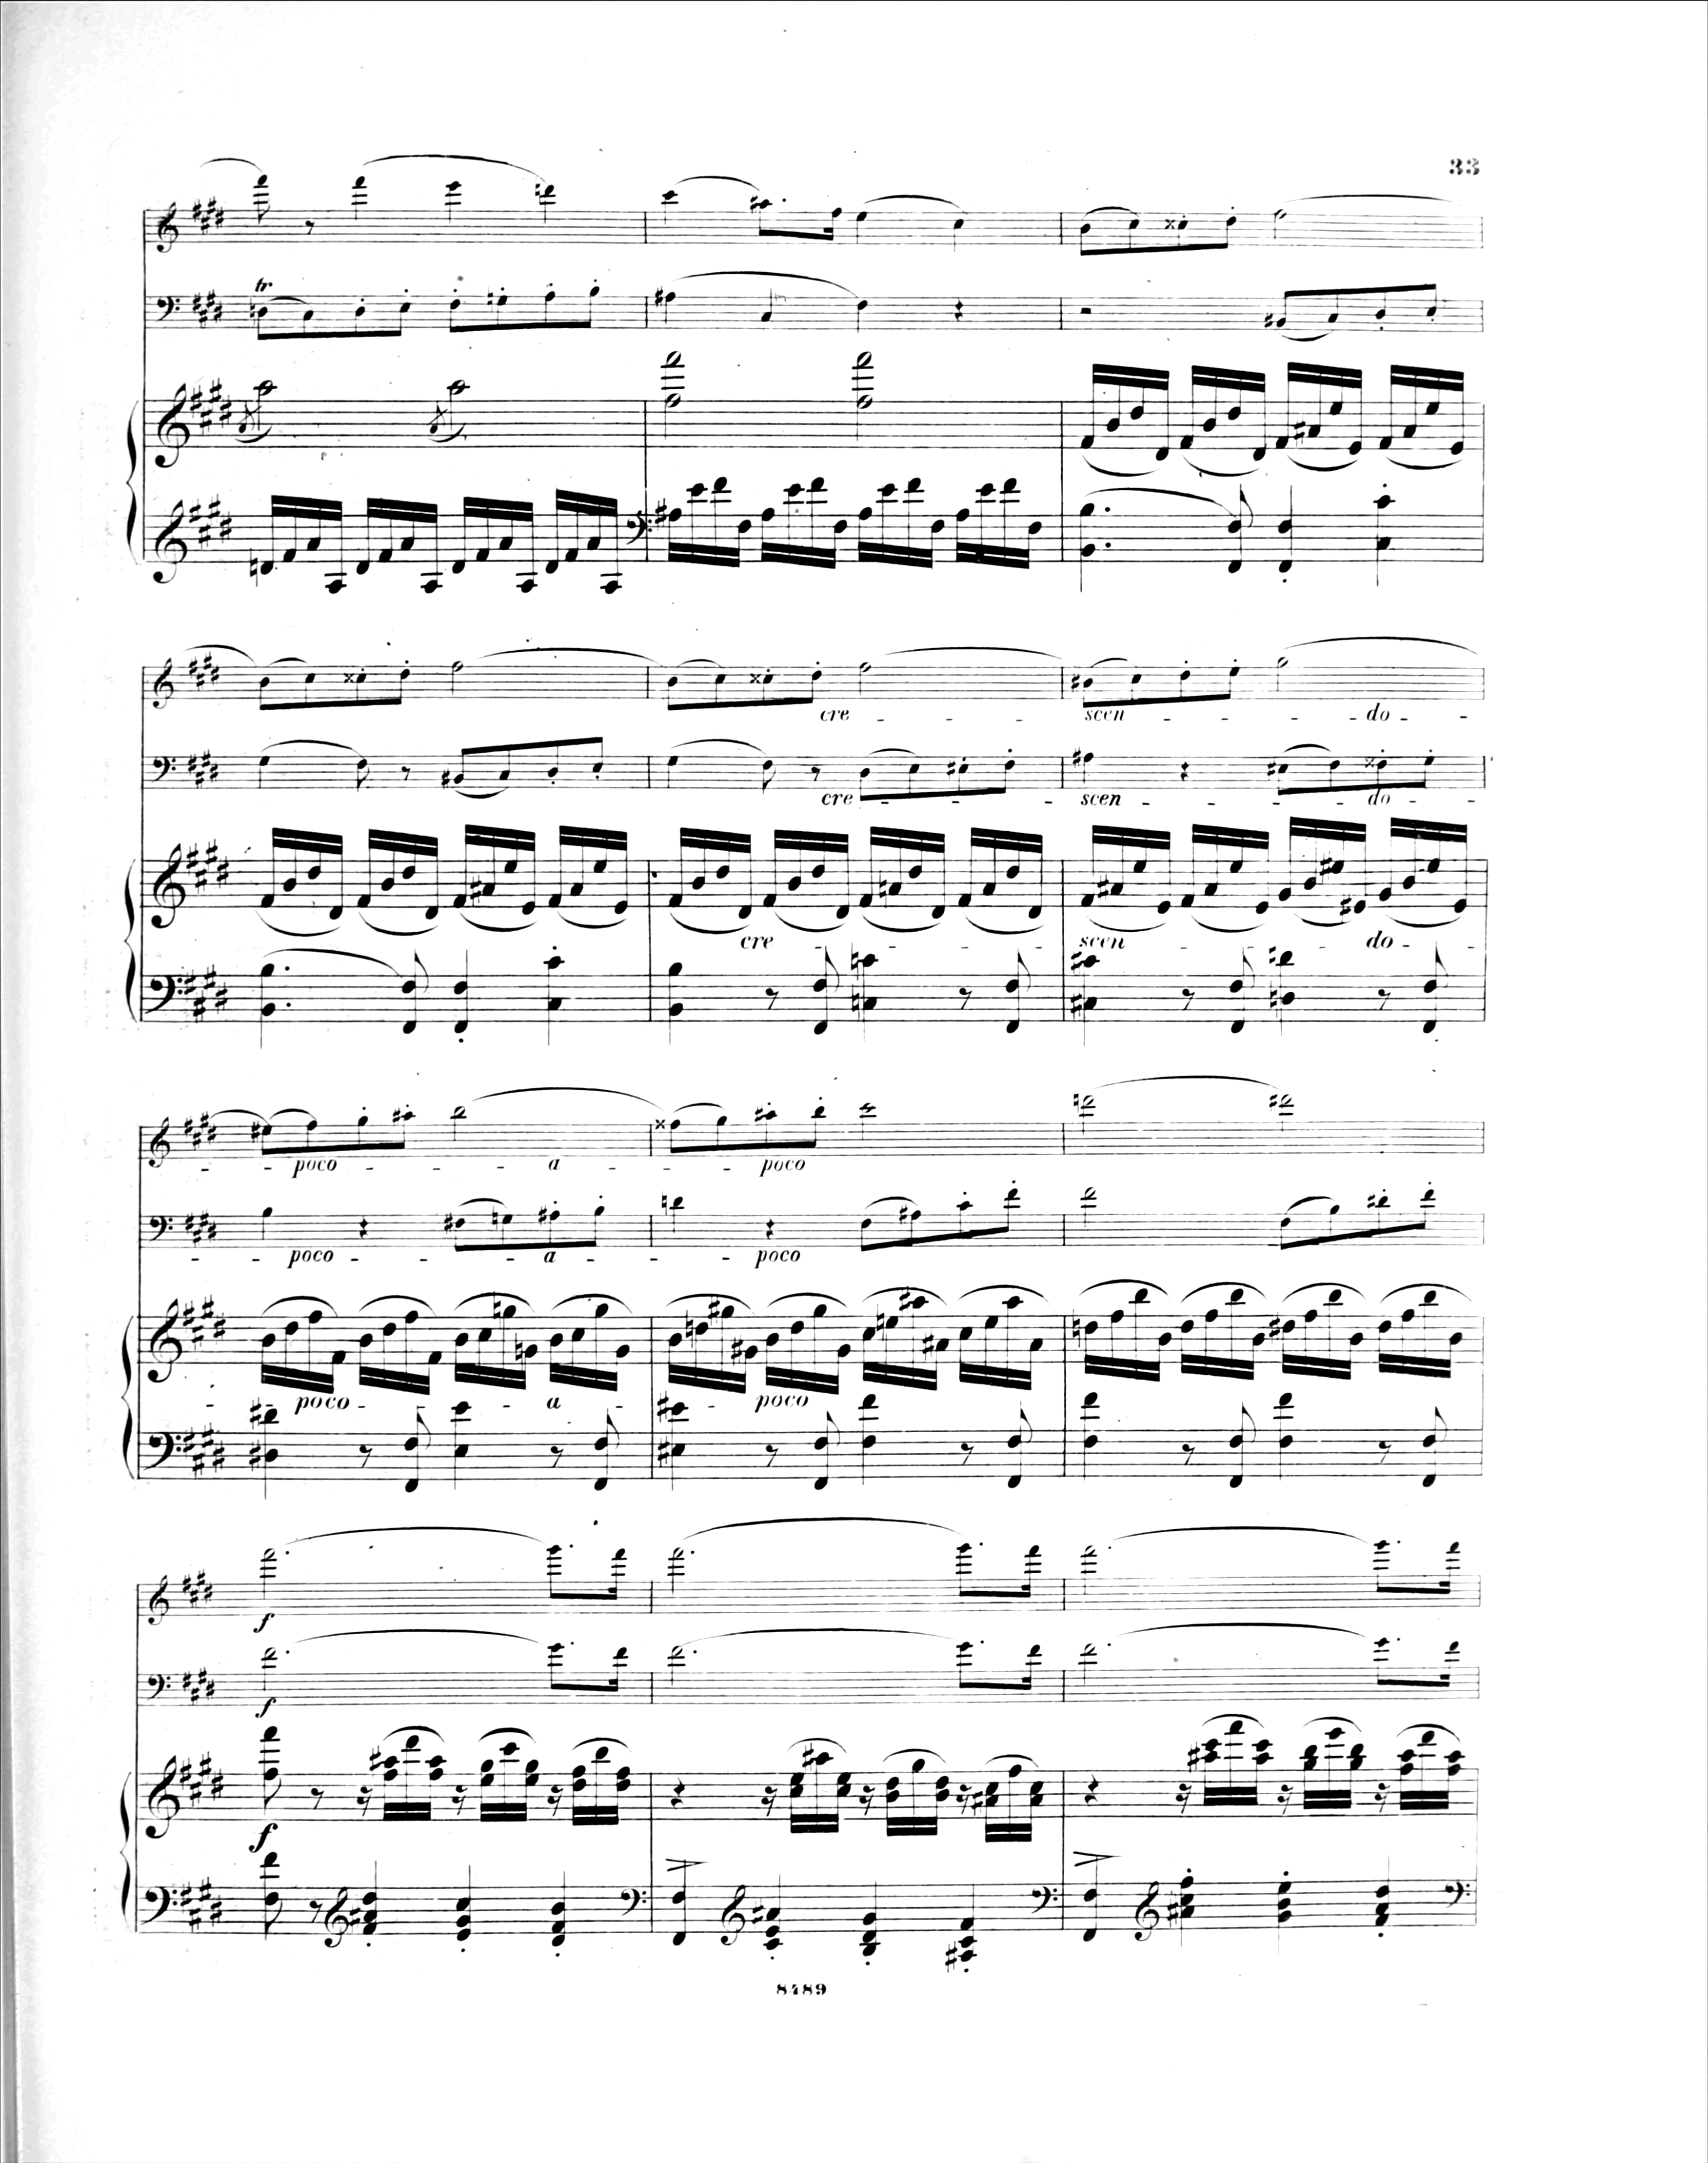 33
tr
cre - - - scen - - - do - -
cre - - - scen - - - do - -
cre - - - scen - - - do - -
- - poco - - - a - - poco
- - poco - - - a - - poco
- - poco - - - a - - poco
f
f
f
8489